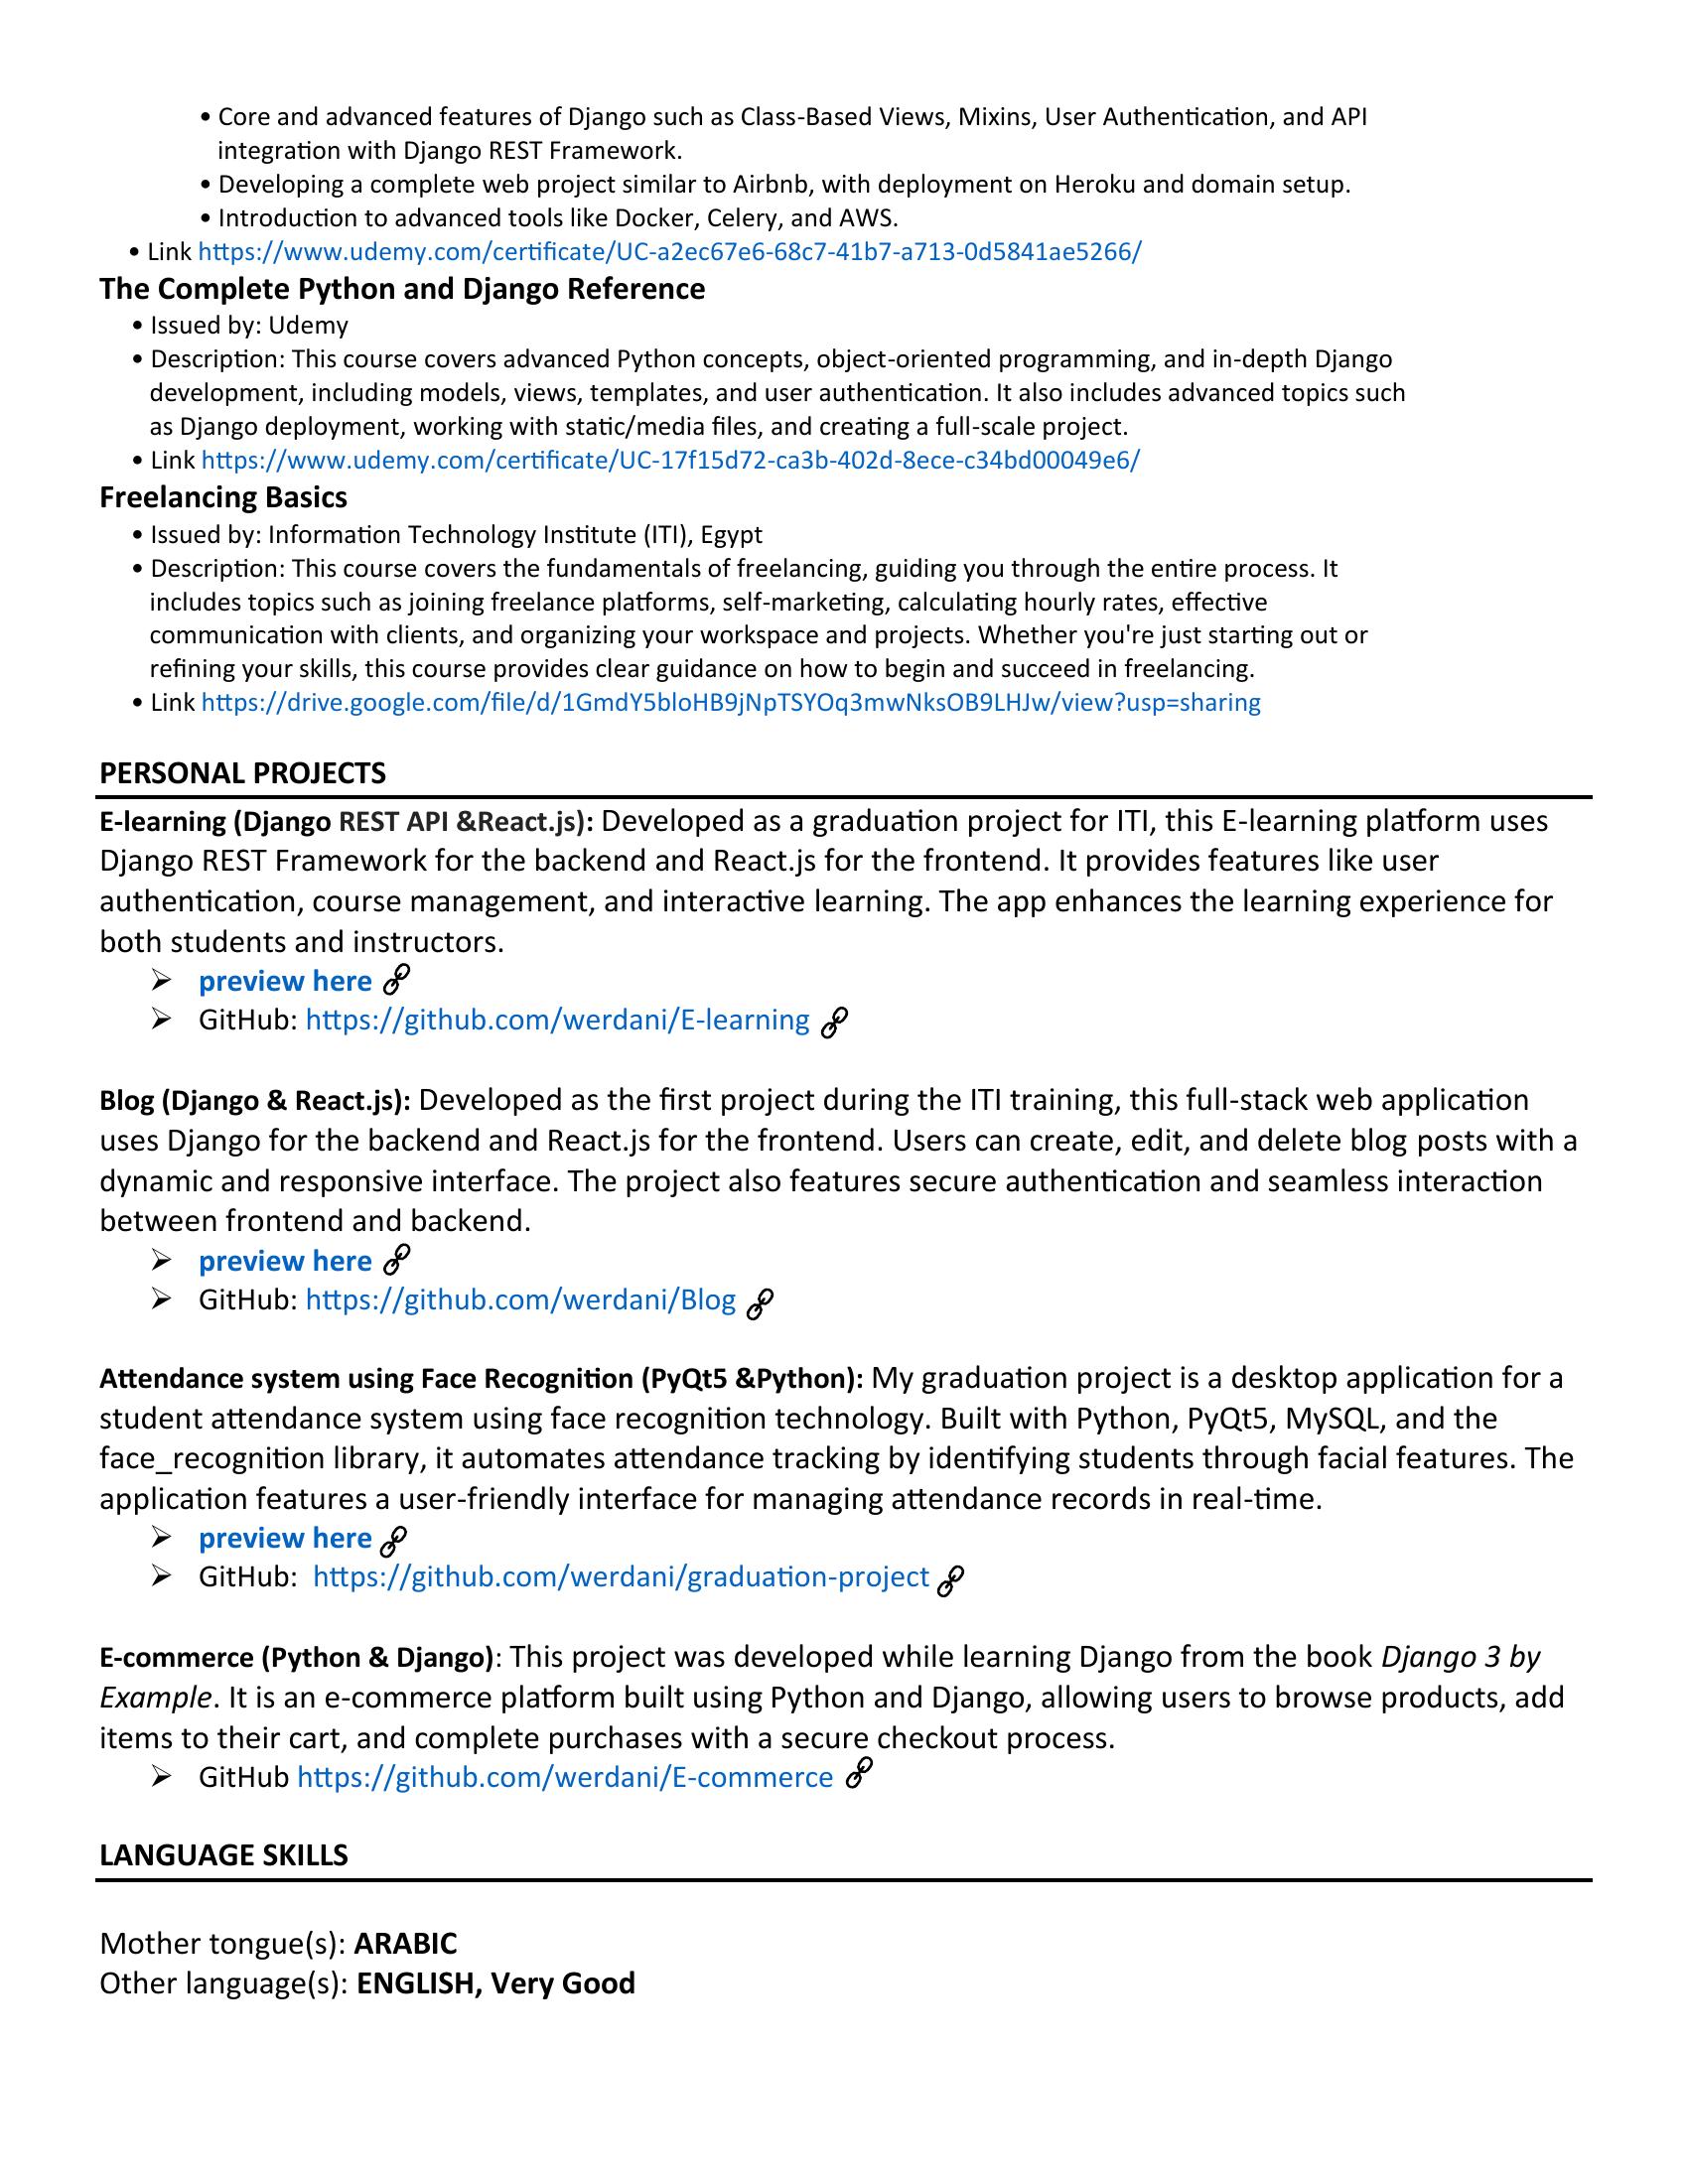 • Core and advanced features of Django such as Class-Based Views, Mixins, User Authentication, and API
integration with Django REST Framework.
• Developing a complete web project similar to Airbnb, with deployment on Heroku and domain setup.
• Introduction to advanced tools like Docker, Celery, and AWS.
• Link https://www.udemy.com/certificate/UC-a2ec67e6-68c7-41b7-a713-0d5841ae5266/
The Complete Python and Django Reference
• Issued by: Udemy
• Description: This course covers advanced Python concepts, object-oriented programming, and in-depth Django
development, including models, views, templates, and user authentication. It also includes advanced topics such
as Django deployment, working with static/media files, and creating a full-scale project.
• Link https://www.udemy.com/certificate/UC-17f15d72-ca3b-402d-8ece-c34bd00049e6/
Freelancing Basics
• Issued by: Information Technology Institute (ITI), Egypt
• Description: This course covers the fundamentals of freelancing, guiding you through the entire process. It
includes topics such as joining freelance platforms, self-marketing, calculating hourly rates, effective
communication with clients, and organizing your workspace and projects. Whether you're just starting out or
refining your skills, this course provides clear guidance on how to begin and succeed in freelancing.
• Link https://drive.google.com/file/d/1GmdY5bloHB9jNpTSYOq3mwNksOB9LHJw/view?usp=sharing
PERSONAL PROJECTS
E-learning (Django REST API &React.js): Developed as a graduation project for ITI, this E-learning platform uses
Django REST Framework for the backend and React.js for the frontend. It provides features like user
authentication, course management, and interactive learning. The app enhances the learning experience for
both students and instructors.
➢ preview here
➢ GitHub: https://github.com/werdani/E-learning
Blog (Django & React.js): Developed as the first project during the ITI training, this full-stack web application
uses Django for the backend and React.js for the frontend. Users can create, edit, and delete blog posts with a
dynamic and responsive interface. The project also features secure authentication and seamless interaction
between frontend and backend.
➢ preview here
➢ GitHub: https://github.com/werdani/Blog
Attendance system using Face Recognition (PyQt5 &Python): My graduation project is a desktop application for a
student attendance system using face recognition technology. Built with Python, PyQt5, MySQL, and the
face_recognition library, it automates attendance tracking by identifying students through facial features. The
application features a user-friendly interface for managing attendance records in real-time.
➢ preview here
➢ GitHub: https://github.com/werdani/graduation-project
E-commerce (Python & Django): This project was developed while learning Django from the book Django 3 by
Example. It is an e-commerce platform built using Python and Django, allowing users to browse products, add
items to their cart, and complete purchases with a secure checkout process.
➢ GitHub https://github.com/werdani/E-commerce
LANGUAGE SKILLS
Mother tongue(s): ARABIC
Other language(s): ENGLISH, Very Good